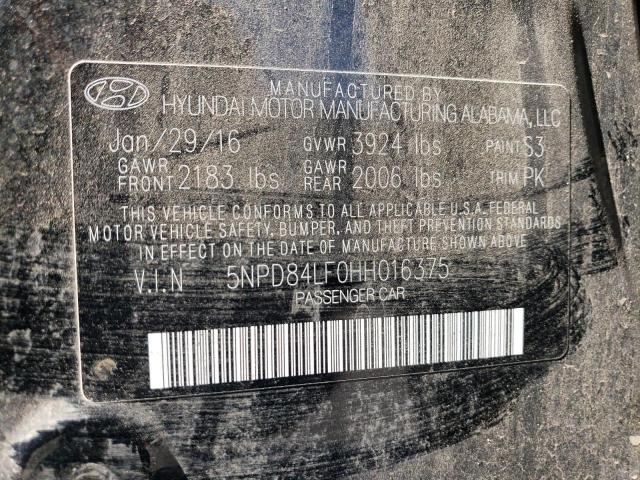 MANUFACTURED BY
HYUNDAI MOTOR MANUFACTURING ALABAMA, LLC
Jan/29/16 GVWR 3924 lbs PAINT S3
GAWR FRONT 2183 lbs GAWR REAR 2006 lbs TRIM PK
THIS VEHICLE CONFORMS TO ALL APPLICABLE U.S.A. FEDERAL
MOTOR VEHICLE SAFETY, BUMPER, AND THEFT PREVENTION STANDARDS
IN EFFECT ON THE DATE OF MANUFACTURE SHOWN ABOVE.
V.I.N 5NPD84LF0HH016375
PASSENGER CAR